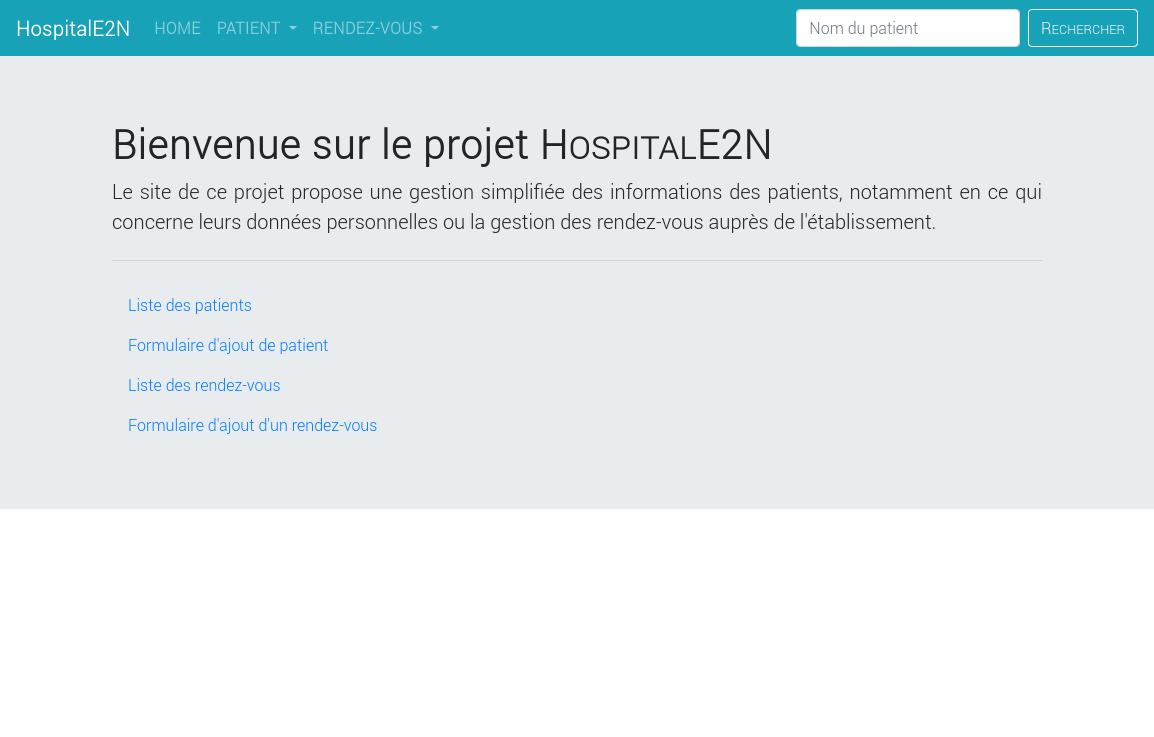 HospitalE2N HOME PATIENT RENDEZ-VOUS Nom du patient Rechercher
Bienvenue sur le projet HospitalE2N
Le site de ce projet propose une gestion simplifiée des informations des patients, notamment en ce qui
concerne leurs données personnelles ou la gestion des rendez-vous auprès de l'établissement.
Liste des patients
Formulaire d'ajout de patient
Liste des rendez-vous
Formulaire d'ajout d'un rendez-vous